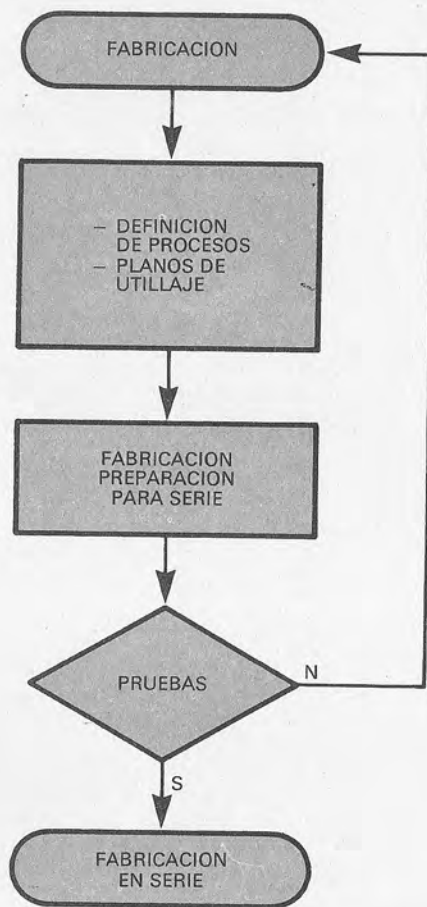 FABRICACION
– DEFINICION
DE PROCESOS
– PLANOS DE
UTILLAJE
FABRICACION
PREPARACION
PARA SERIE
PRUEBAS
N
S
FABRICACION
EN SERIE